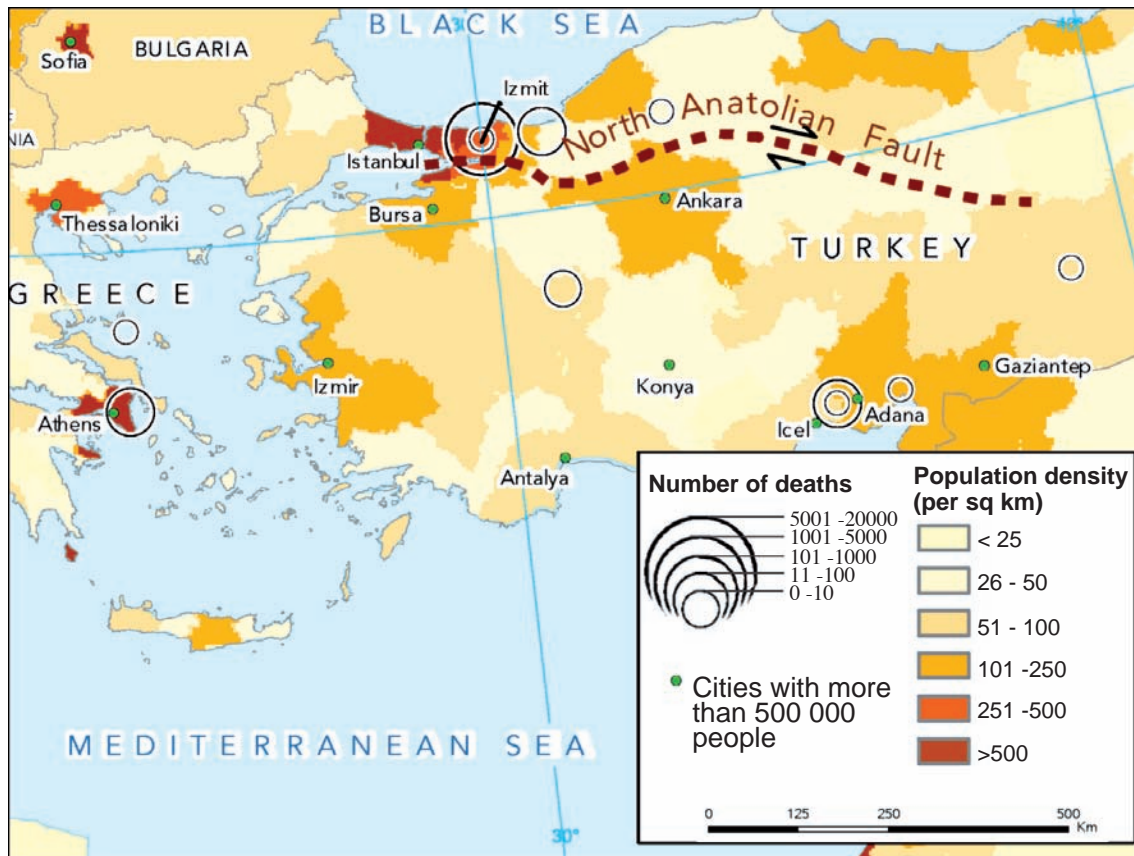 BLACK SEA
30°
40°
BULGARIA
Sofia
NIA
Izmit
North Anatolian Fault
Istanbul
Thessaloniki
Bursa
Ankara
TURKEY
GREECE
Izmir
Konya
Gaziantep
Athens
Adana
Icel
Antalya
MEDITERRANEAN SEA
30°
Number of deaths
5001 -20000
1001 -5000
101 -1000
11 -100
0 -10
Cities with more
than 500 000
people
Population density
(per sq km)
< 25
26 - 50
51 - 100
101 -250
251 -500
>500
0 125 250 500
Km